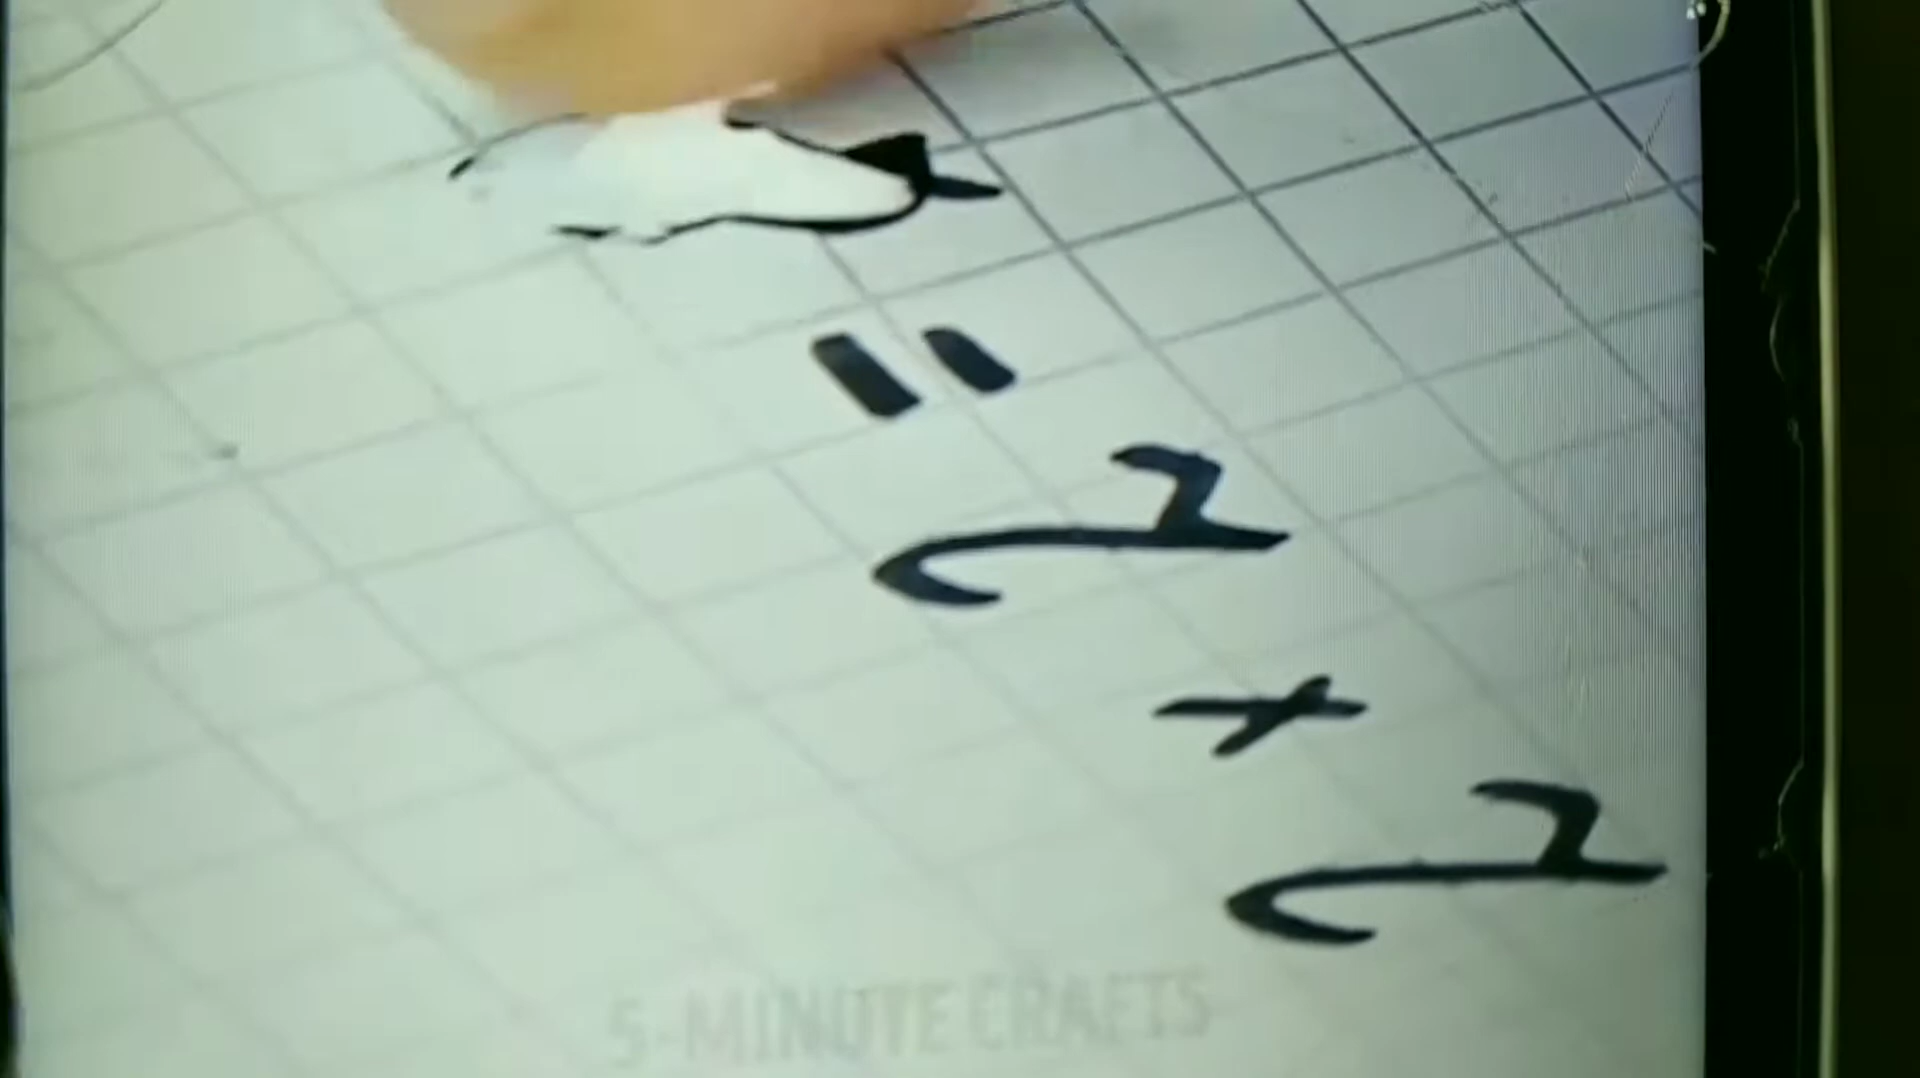 2 + 2 =
5-MINUTE CRAFTS